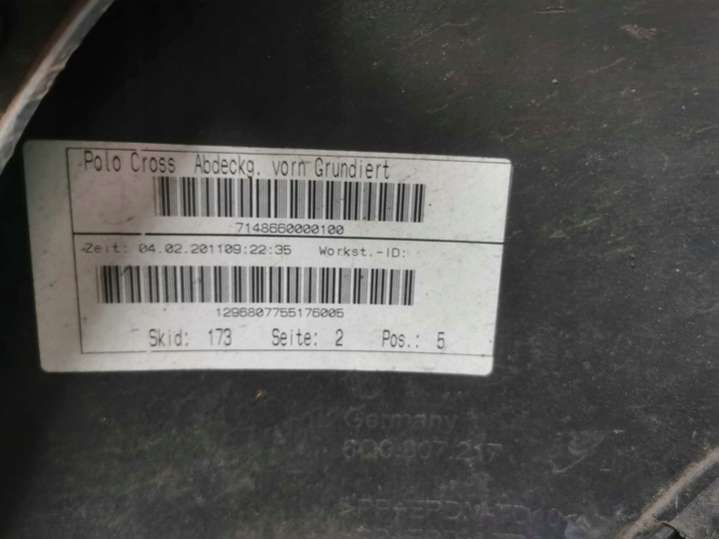 Polo Cross Abdeckg. vorn Grundiert
7148660000100
Zeit: 04.02.201109:22:35 Workst.-ID:
1296807755176005
Skid: 173 Seite: 2 Pos.: 5
Germany